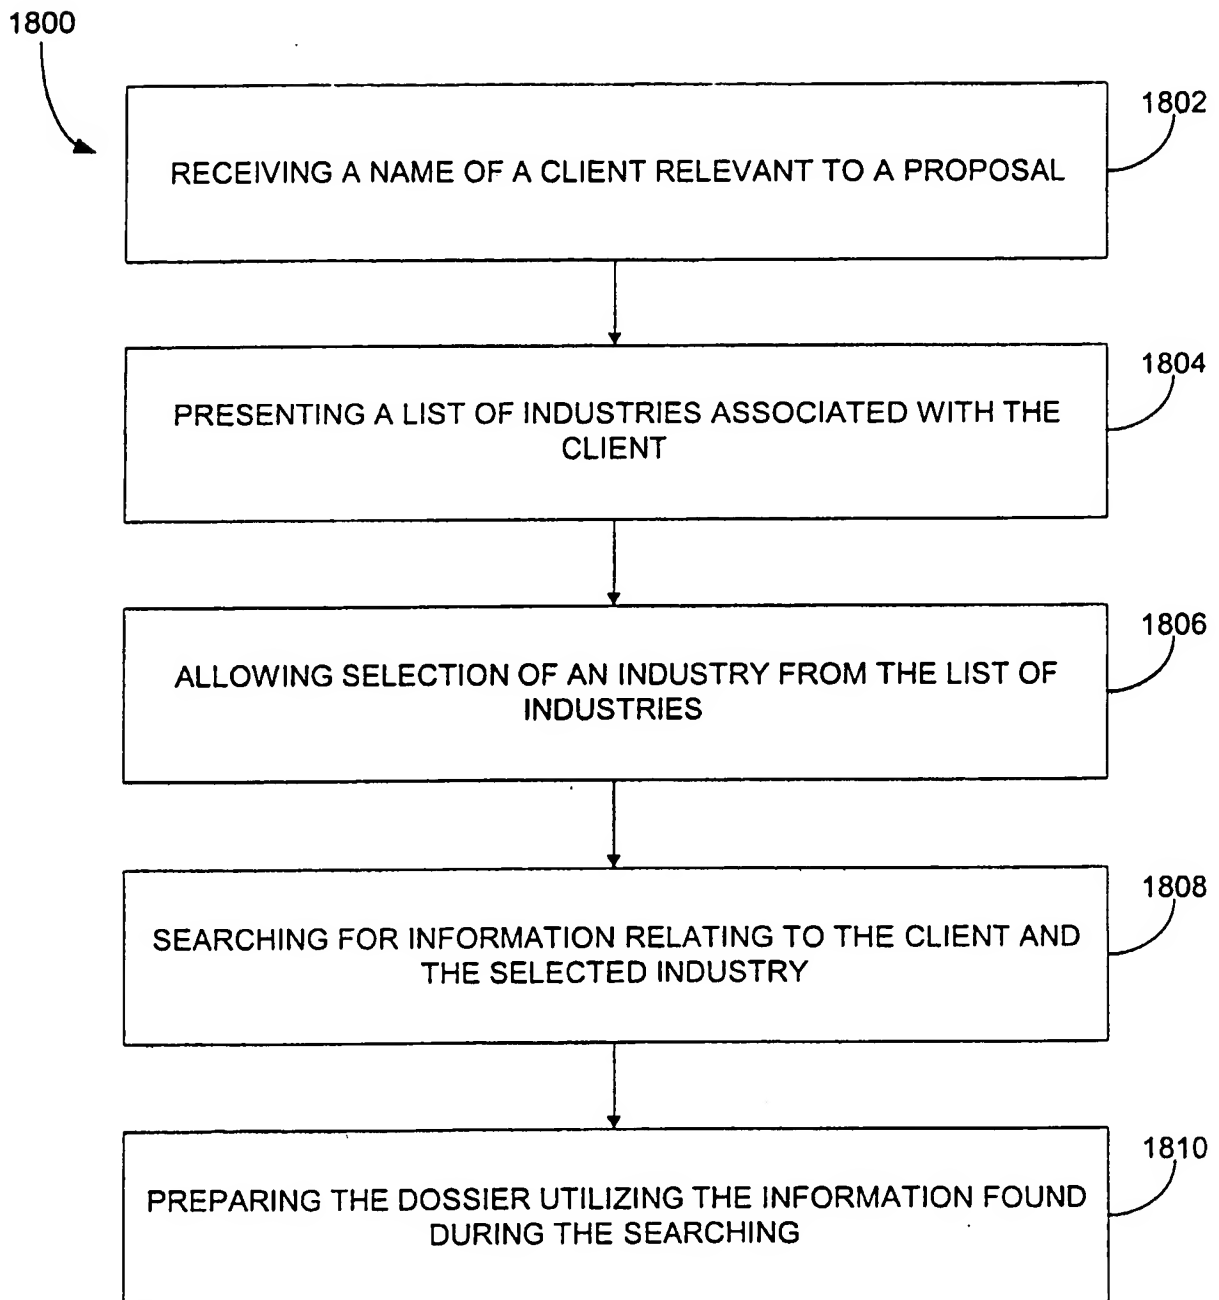 1800
1802
RECEIVING A NAME OF A CLIENT RELEVANT TO A PROPOSAL
1804
PRESENTING A LIST OF INDUSTRIES ASSOCIATED WITH THE
CLIENT
1806
ALLOWING SELECTION OF AN INDUSTRY FROM THE LIST OF
INDUSTRIES
1808
SEARCHING FOR INFORMATION RELATING TO THE CLIENT AND
THE SELECTED INDUSTRY
1810
PREPARING THE DOSSIER UTILIZING THE INFORMATION FOUND
DURING THE SEARCHING